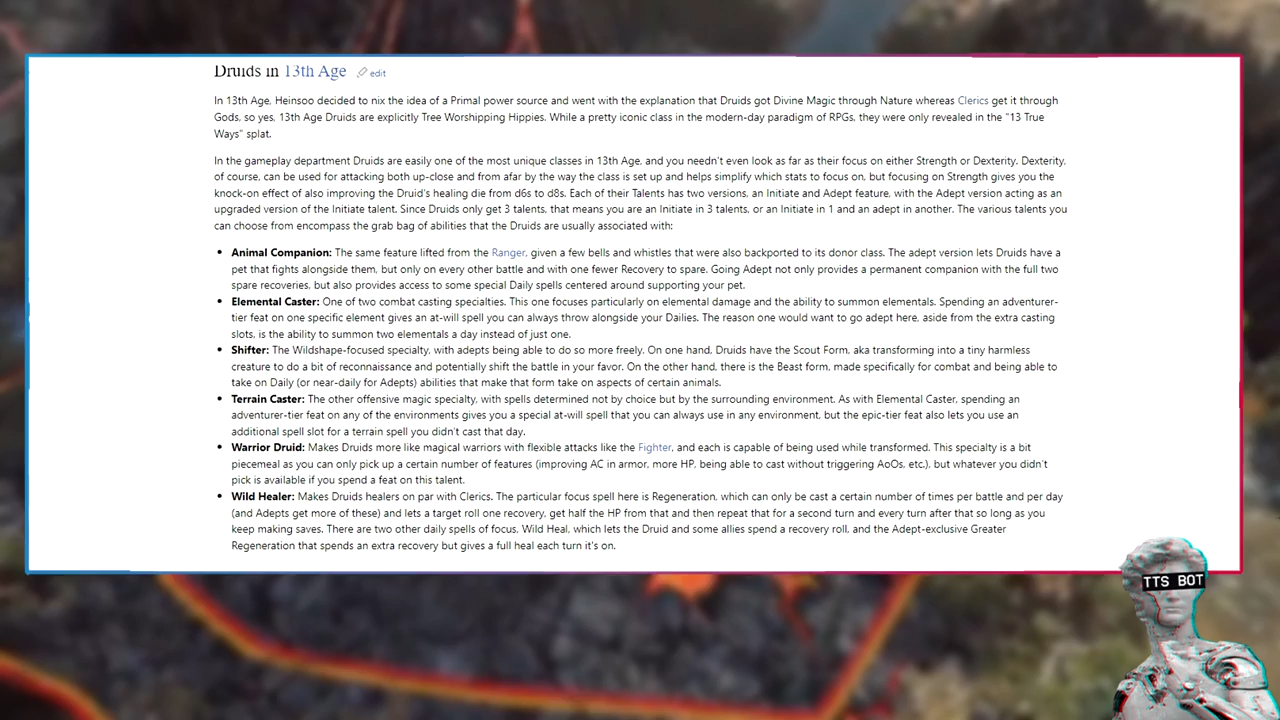 Druids in 13th Age edit
In 13th Age, Heinsoo decided to nix the idea of a Primal power source and went with the explanation that Druids got Divine Magic through Nature whereas Clerics get it through
Gods, so yes, 13th Age Druids are explicitly Tree Worshipping Hippies. While a pretty iconic class in the modern-day paradigm of RPGs, they were only revealed in the "13 True
Ways" splat.
In the gameplay department Druids are easily one of the most unique classes in 13th Age, and you needn't even look as far as their focus on either Strength or Dexterity. Dexterity,
of course, can be used for attacking both up-close and from afar by the way the class is set up and helps simplify which stats to focus on, but focusing on Strength gives you the
knock-on effect of also improving the Druid's healing die from d6s to d8s. Each of their Talents has two versions, an Initiate and Adept feature, with the Adept version acting as an
upgraded version of the Initiate talent. Since Druids only get 3 talents, that means you are an Initiate in 3 talents, or an Initiate in 1 and an adept in another. The various talents you
can choose from encompass the grab bag of abilities that the Druids are usually associated with:
• Animal Companion: The same feature lifted from the Ranger, given a few bells and whistles that were also backported to its donor class. The adept version lets Druids have a
pet that fights alongside them, but only on every other battle and with one fewer Recovery to spare. Going Adept not only provides a permanent companion with the full two
spare recoveries, but also provides access to some special Daily spells centered around supporting your pet.
• Elemental Caster: One of two combat casting specialties. This one focuses particularly on elemental damage and the ability to summon elementals. Spending an adventurer-
tier feat on one specific element gives an at-will spell you can always throw alongside your Dailies. The reason one would want to go adept here, aside from the extra casting
slots, is the ability to summon two elementals a day instead of just one.
• Shifter: The Wildshape-focused specialty, with adepts being able to do so more freely. On one hand, Druids have the Scout Form, aka transforming into a tiny harmless
creature to do a bit of reconnaissance and potentially shift the battle in your favor. On the other hand, there is the Beast form, made specifically for combat and being able to
take on Daily (or near-daily for Adepts) abilities that make that form take on aspects of certain animals.
• Terrain Caster: The other offensive magic specialty, with spells determined not by choice but by the surrounding environment. As with Elemental Caster, spending an
adventurer-tier feat on any of the environments gives you a special at-will spell that you can always use in any environment, but the epic-tier feat also lets you use an
additional spell slot for a terrain spell you didn't cast that day.
• Warrior Druid: Makes Druids more like magical warriors with flexible attacks like the Fighter, and each is capable of being used while transformed. This specialty is a bit
piecemeal as you can only pick up a certain number of features (improving AC in armor, more HP, being able to cast without triggering AoOs, etc.), but whatever you didn't
pick is available if you spend a feat on this talent.
• Wild Healer: Makes Druids healers on par with Clerics. The particular focus spell here is Regeneration, which can only be cast a certain number of times per battle and per day
(and Adepts get more of these) and lets a target roll one recovery, get half the HP from that and then repeat that for a second turn and every turn after that so long as you
keep making saves. There are two other daily spells of focus, Wild Heal, which lets the Druid and some allies spend a recovery roll, and the Adept-exclusive Greater
Regeneration that spends an extra recovery but gives a full heal each turn it's on.
TTS BOT